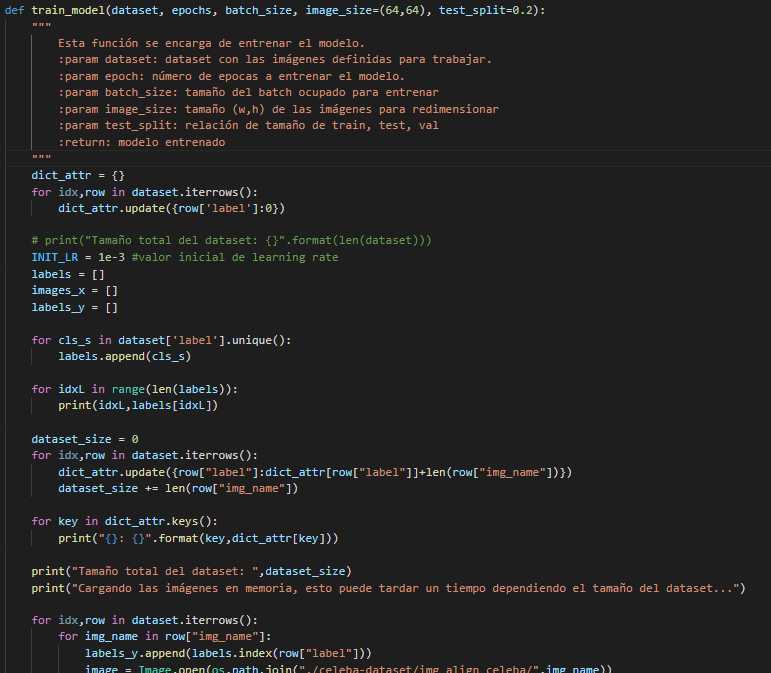 def train_model(dataset, epochs, batch_size, image_size=(64,64), test_split=0.2):
"""
Esta función se encarga de entrenar el modelo.
:param dataset: dataset con las imágenes definidas para trabajar.
:param epoch: número de epocas a entrenar el modelo.
:param batch_size: tamaño del batch ocupado para entrenar
:param image_size: tamaño (w,h) de las imágenes para redimensionar
:param test_split: relación de tamaño de train, test, val
:return: modelo entrenado
"""
dict_attr = {}
for idx,row in dataset.iterrows():
dict_attr.update({row['label']:0})
# print("Tamaño total del dataset: {}".format(len(dataset)))
INIT_LR = 1e-3 #valor inicial de learning rate
labels = []
images_x = []
labels_y = []
for cls_s in dataset['label'].unique():
labels.append(cls_s)
for idxL in range(len(labels)):
print(idxL,labels[idxL])
dataset_size = 0
for idx,row in dataset.iterrows():
dict_attr.update({row["label"]:dict_attr[row["label"]]+len(row["img_name"])})
dataset_size += len(row["img_name"])
for key in dict_attr.keys():
print("{}: {}".format(key,dict_attr[key]))
print("Tamaño total del dataset: ",dataset_size)
print("Cargando las imágenes en memoria, esto puede tardar un tiempo dependiendo el tamaño del dataset...")
for idx,row in dataset.iterrows():
for img_name in row["img_name"]:
labels_y.append(labels.index(row["label"]))
image = Image.open(os.path.join("./celeba-dataset/img_align_celeba/",img_name))